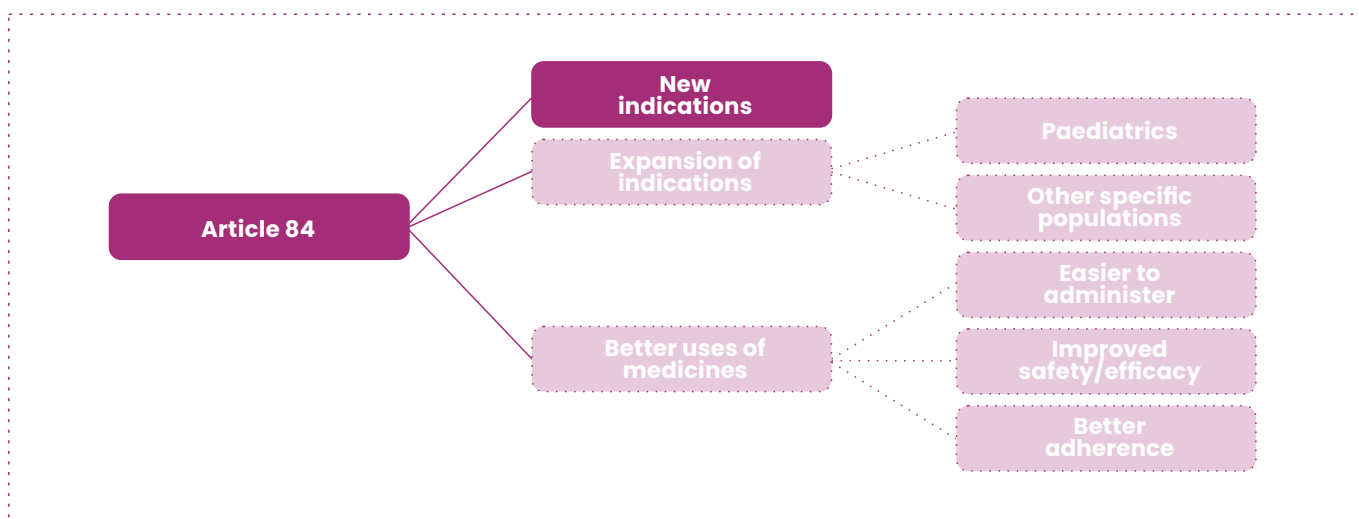 Article 84
New
indications
Expansion of
indications
Better uses of
medicines
Paediatrics
Other specific
populations
Easier to
administer
Improved
safety/efficacy
Better
adherence